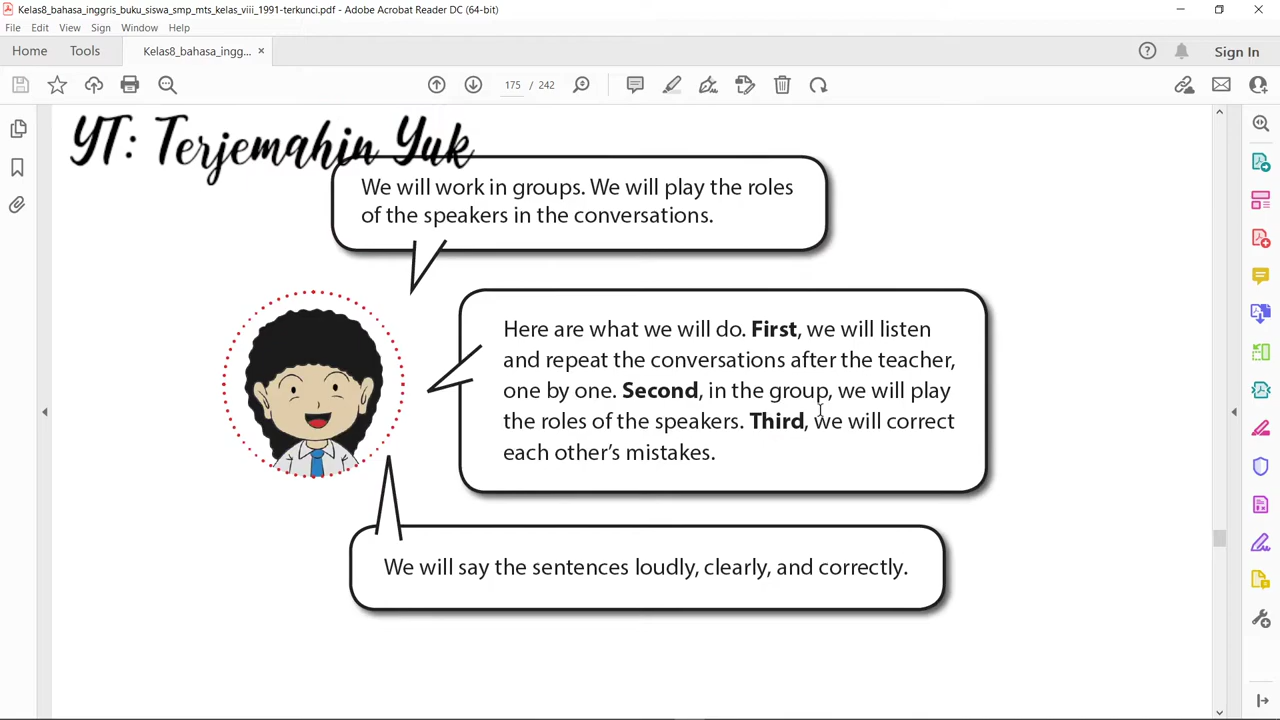 Kelas8_bahasa_inggris_buku_siswa_smp_mts_kelas_viii_1991-terkunci.pdf - Adobe Acrobat Reader DC (64-bit)
File Edit View Sign Window Help
Home Tools Kelas8_bahasa_ingg... × Sign In
175 / 242
YT: Terjemahin Yuk
We will work in groups. We will play the roles
of the speakers in the conversations.
Here are what we will do. First, we will listen
and repeat the conversations after the teacher,
one by one. Second, in the group, we will play
the roles of the speakers. Third, we will correct
each other’s mistakes.
We will say the sentences loudly, clearly, and correctly.